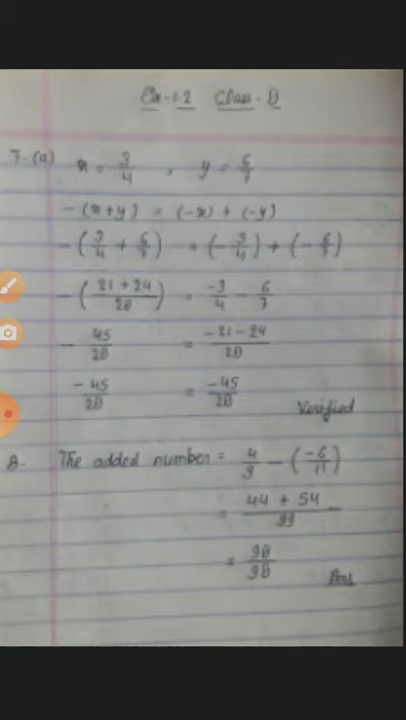 Ex-1.2 Class-8
7.(a) x = 3/4 , y = 6/7
-(x+y) = (-x) + (-y)
-(3/4 + 6/7) = (-3/4) + (-6/7)
-(21+24/28) = -3/4 - 6/7
-45/28 = -21-24/28
-45/28 = -45/28 Verified
8. The added number = 4/9 - (-6/11)
= 44 + 54/99
= 98/98 Ans